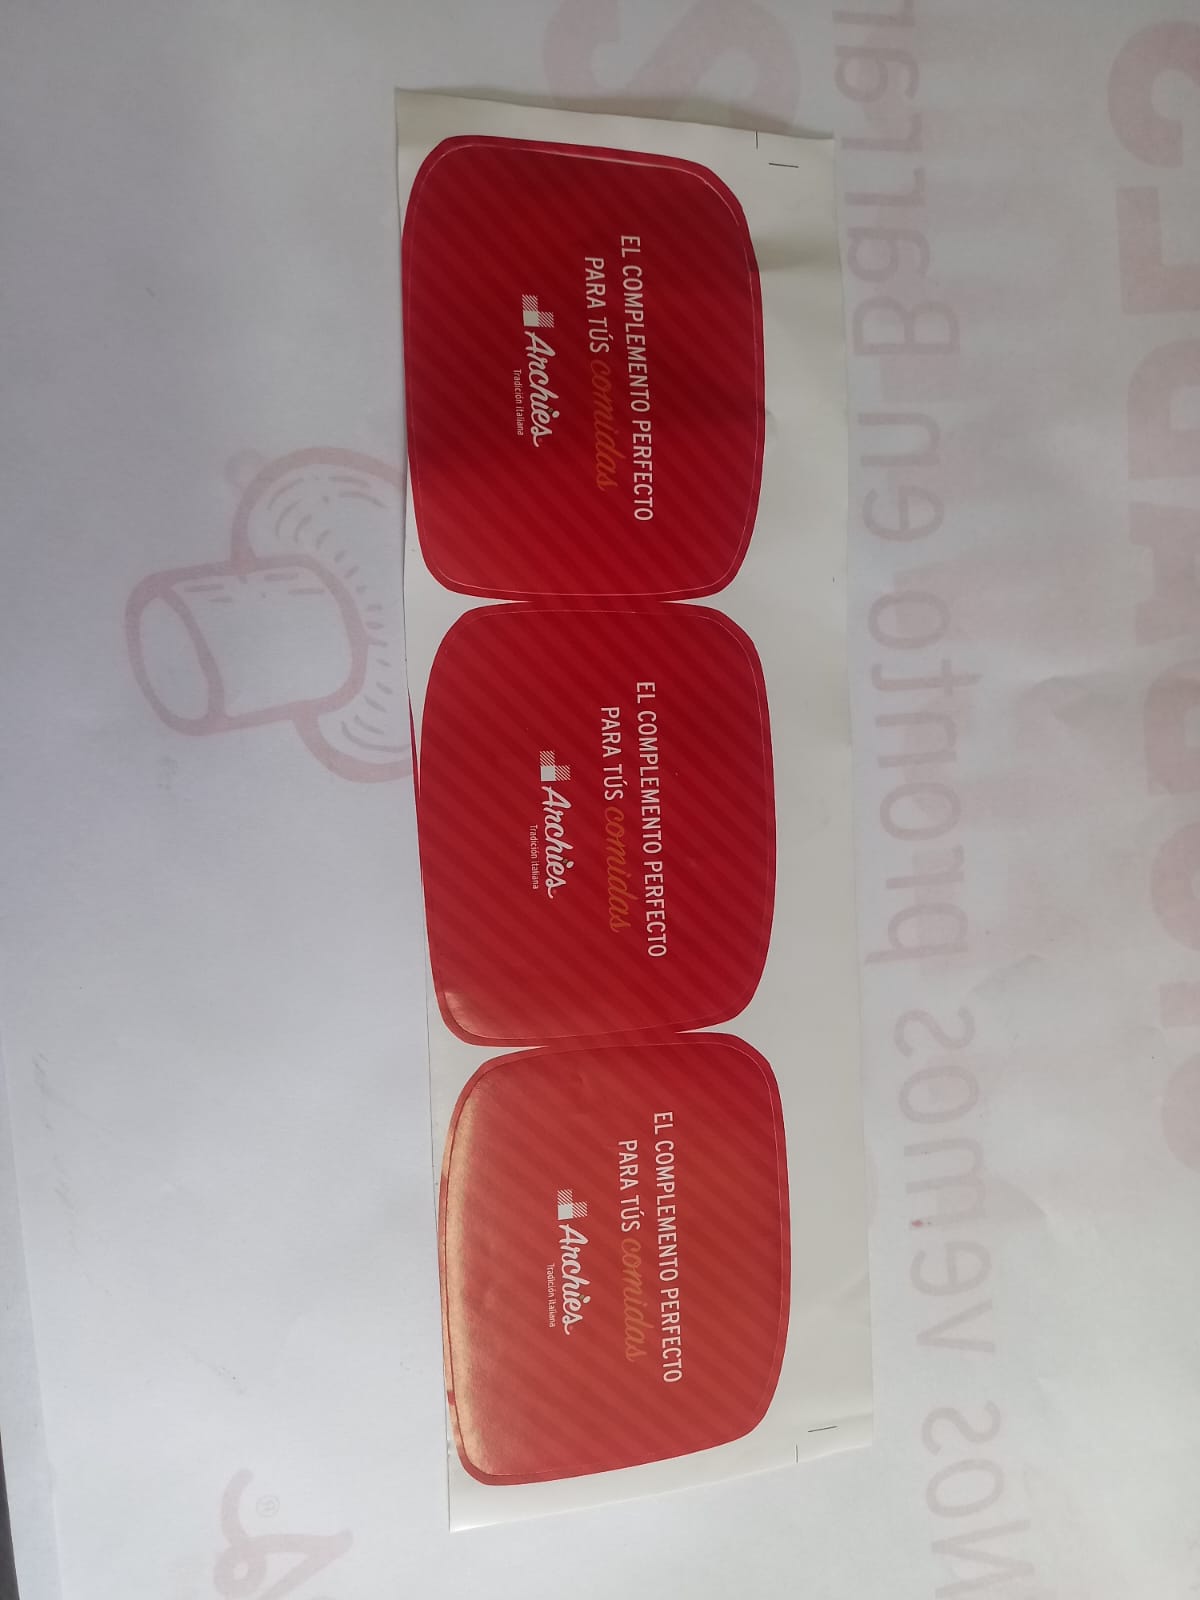 EL COMPLEMENTO PERFECTO
PARA TÚS comidas
Archies
Tradición italiana
EL COMPLEMENTO PERFECTO
PARA TÚS comidas
Archies
Tradición italiana
EL COMPLEMENTO PERFECTO
PARA TÚS comidas
Archies
Tradición italiana
Nos vemos pronto en Barran